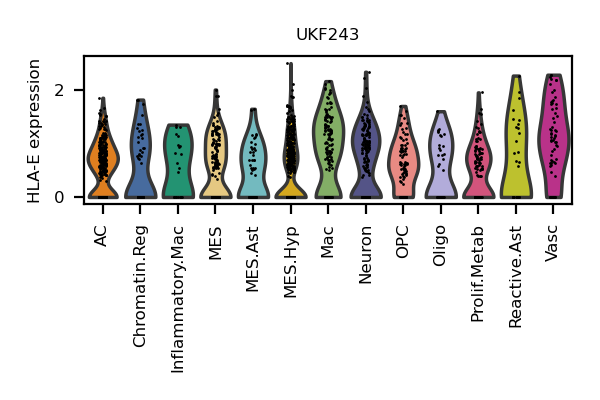 UKF243
HLA-E expression
2
0
AC
Chromatin.Reg
Inflammatory.Mac
MES
MES.Ast
MES.Hyp
Mac
Neuron
OPC
Oligo
Prolif.Metab
Reactive.Ast
Vasc